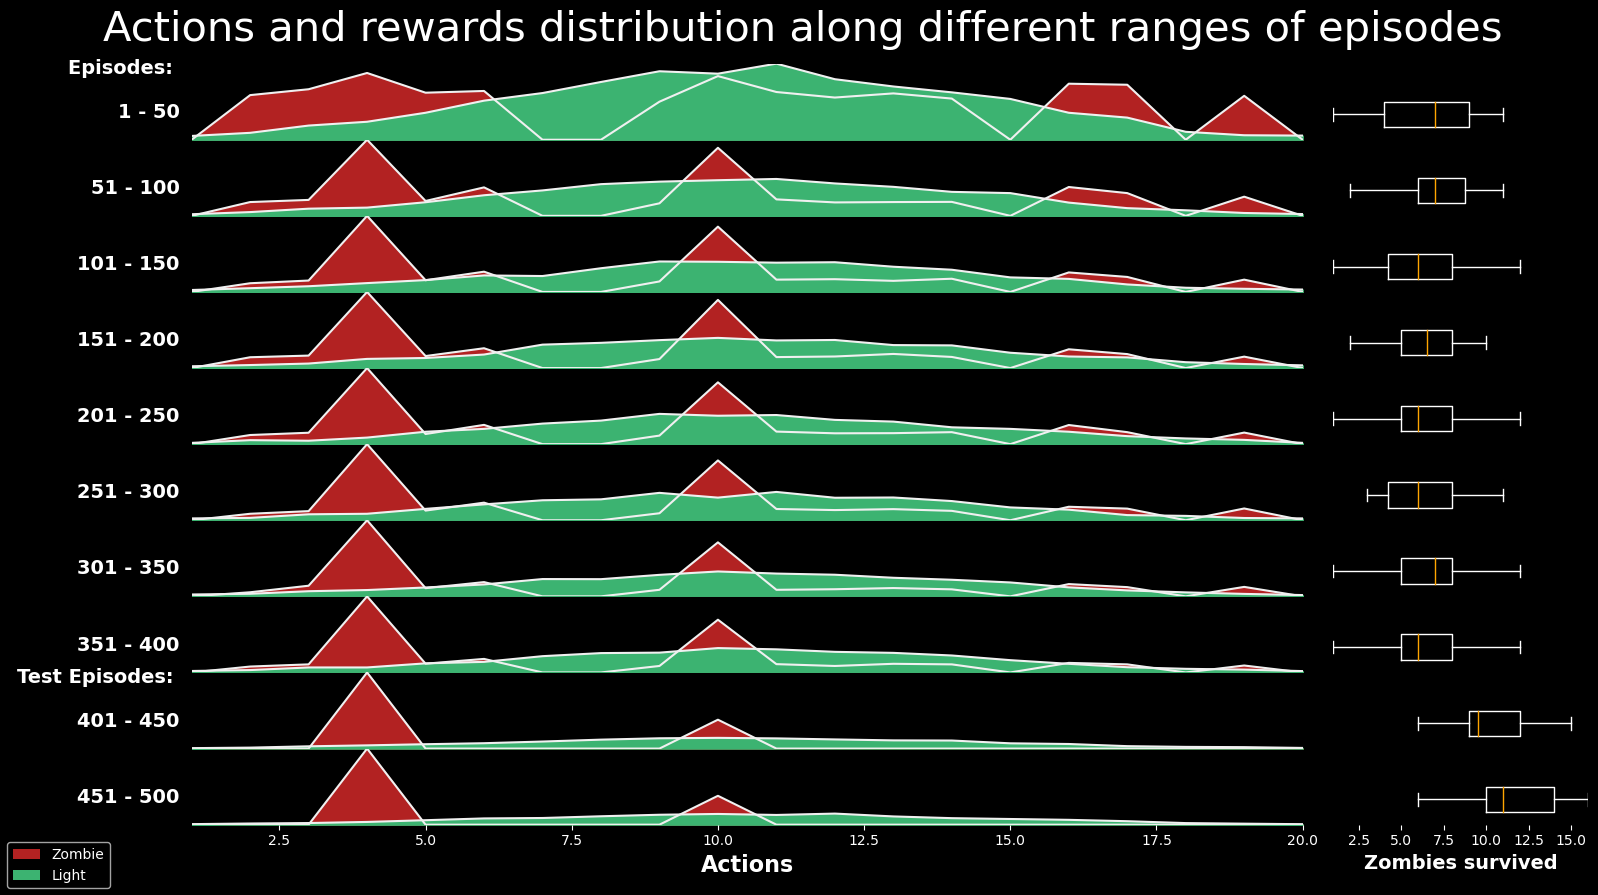 Actions and rewards distribution along different ranges of episodes
Episodes:
1 - 50
51 - 100
101 - 150
151 - 200
201 - 250
251 - 300
301 - 350
351 - 400
Test Episodes:
401 - 450
451 - 500
2.5 5.0 7.5 10.0 12.5 15.0 17.5 20.0
Actions
2.5 5.0 7.5 10.0 12.5 15.0
Zombies survived
Zombie
Light